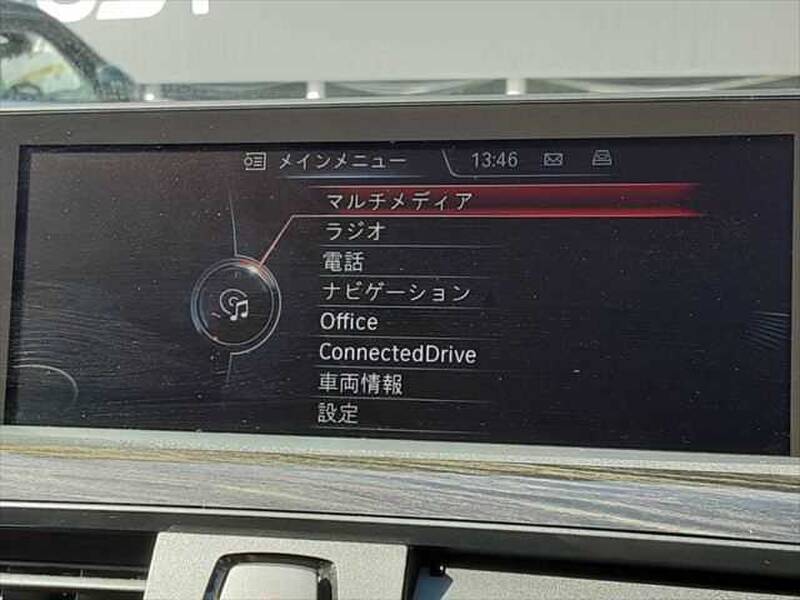 メインメニュー 13:46
マルチメディア
ラジオ
電話
ナビゲーション
Office
ConnectedDrive
車両情報
設定